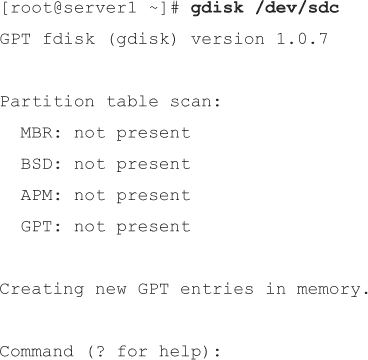 [root@server1 ~]# gdisk /dev/sdc
GPT fdisk (gdisk) version 1.0.7
Partition table scan:
  MBR: not present
  BSD: not present
  APM: not present
  GPT: not present
Creating new GPT entries in memory.
Command (? for help):